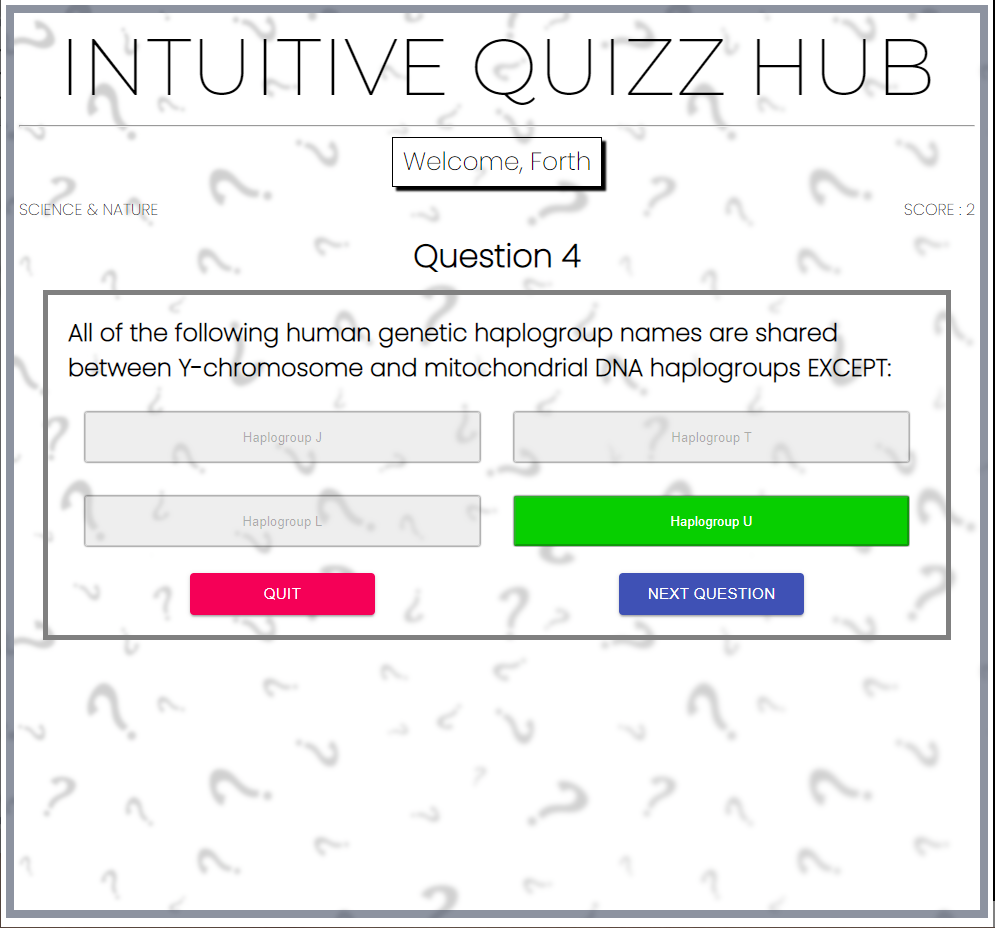 INTUITIVE QUIZZ HUB
Welcome, Forth
SCIENCE & NATURE
SCORE : 2
Question 4
All of the following human genetic haplogroup names are shared
between Y-chromosome and mitochondrial DNA haplogroups EXCEPT:
Haplogroup J
Haplogroup T
Haplogroup L
Haplogroup U
QUIT
NEXT QUESTION